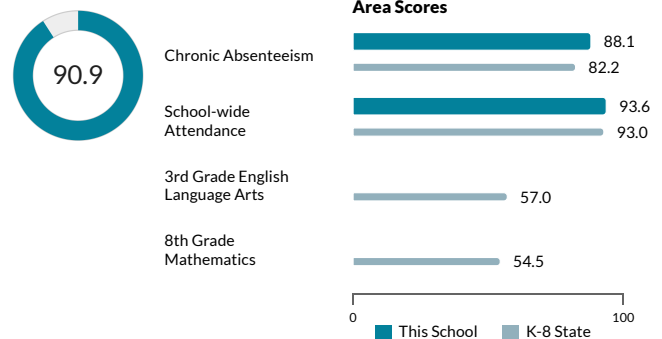 90.9
Area Scores
Chronic Absenteeism
88.1
82.2
School-wide
Attendance
93.6
93.0
3rd Grade English
Language Arts
57.0
8th Grade
Mathematics
54.5
0
100
This School
K-8 State